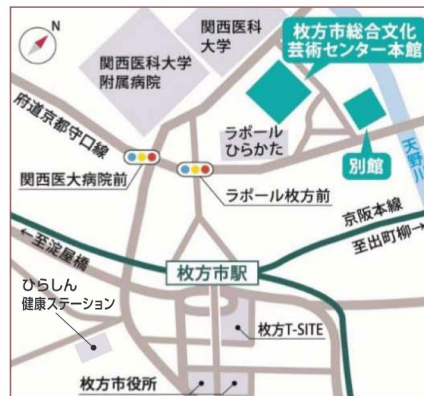 N
関西医科
大学
枚方市総合文化
芸術センター本館
関西医科大学
附属病院
府道京都守口線
ラポール
ひらかた
別館
天野川
関西医大病院前
ラポール枚方前
京阪本線
至出町柳→
←至淀屋橋
枚方市駅
ひらしん
健康ステーション
枚方T-SITE
枚方市役所